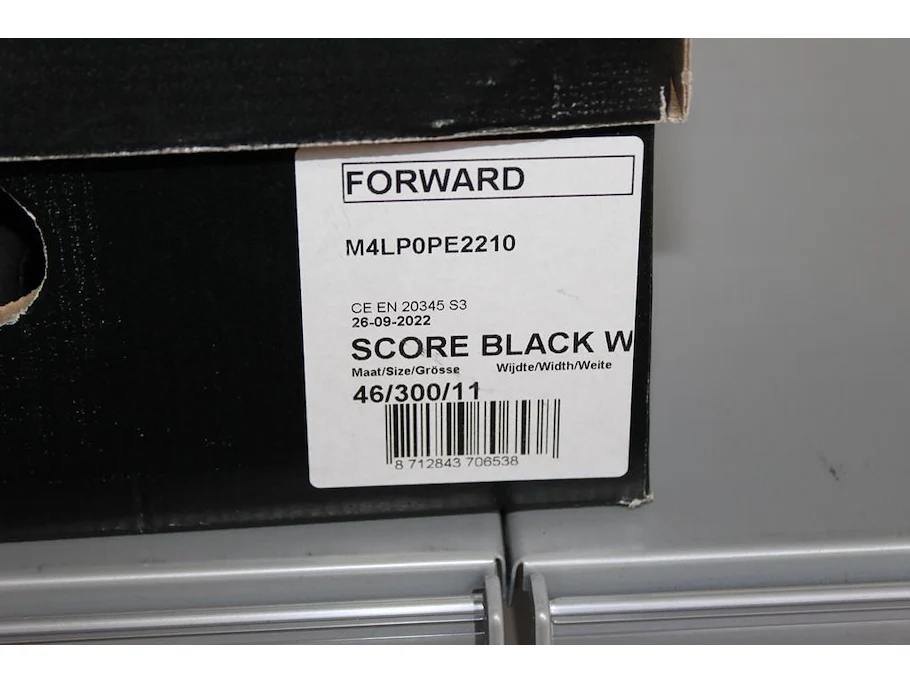 FORWARD
M4LP0PE2210
CE EN 20345 S3
26-09-2022
SCORE BLACK W
Maat/Size/Grösse Wijdte/Width/Weite
46/300/11
8 712843 706538